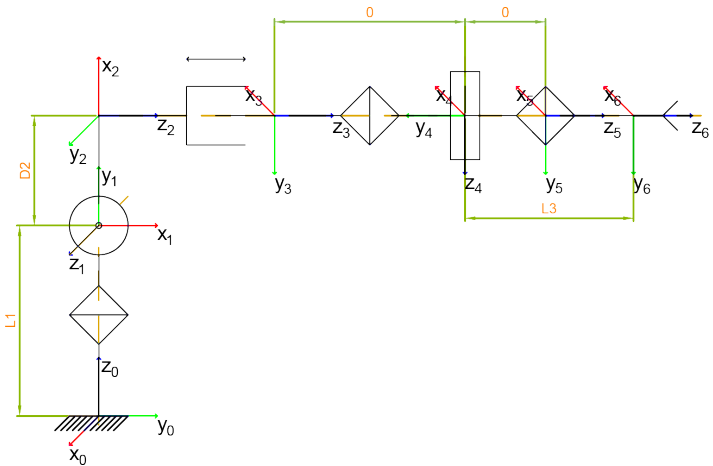 0 0
x₂
x₃ x₄ x₅ x₆
z₂ z₃ y₄ z₅ z₆
y₂
D2
y₁ y₃ z₄ y₅ y₆
L3
x₁
z₁
L1
z₀
y₀
x₀